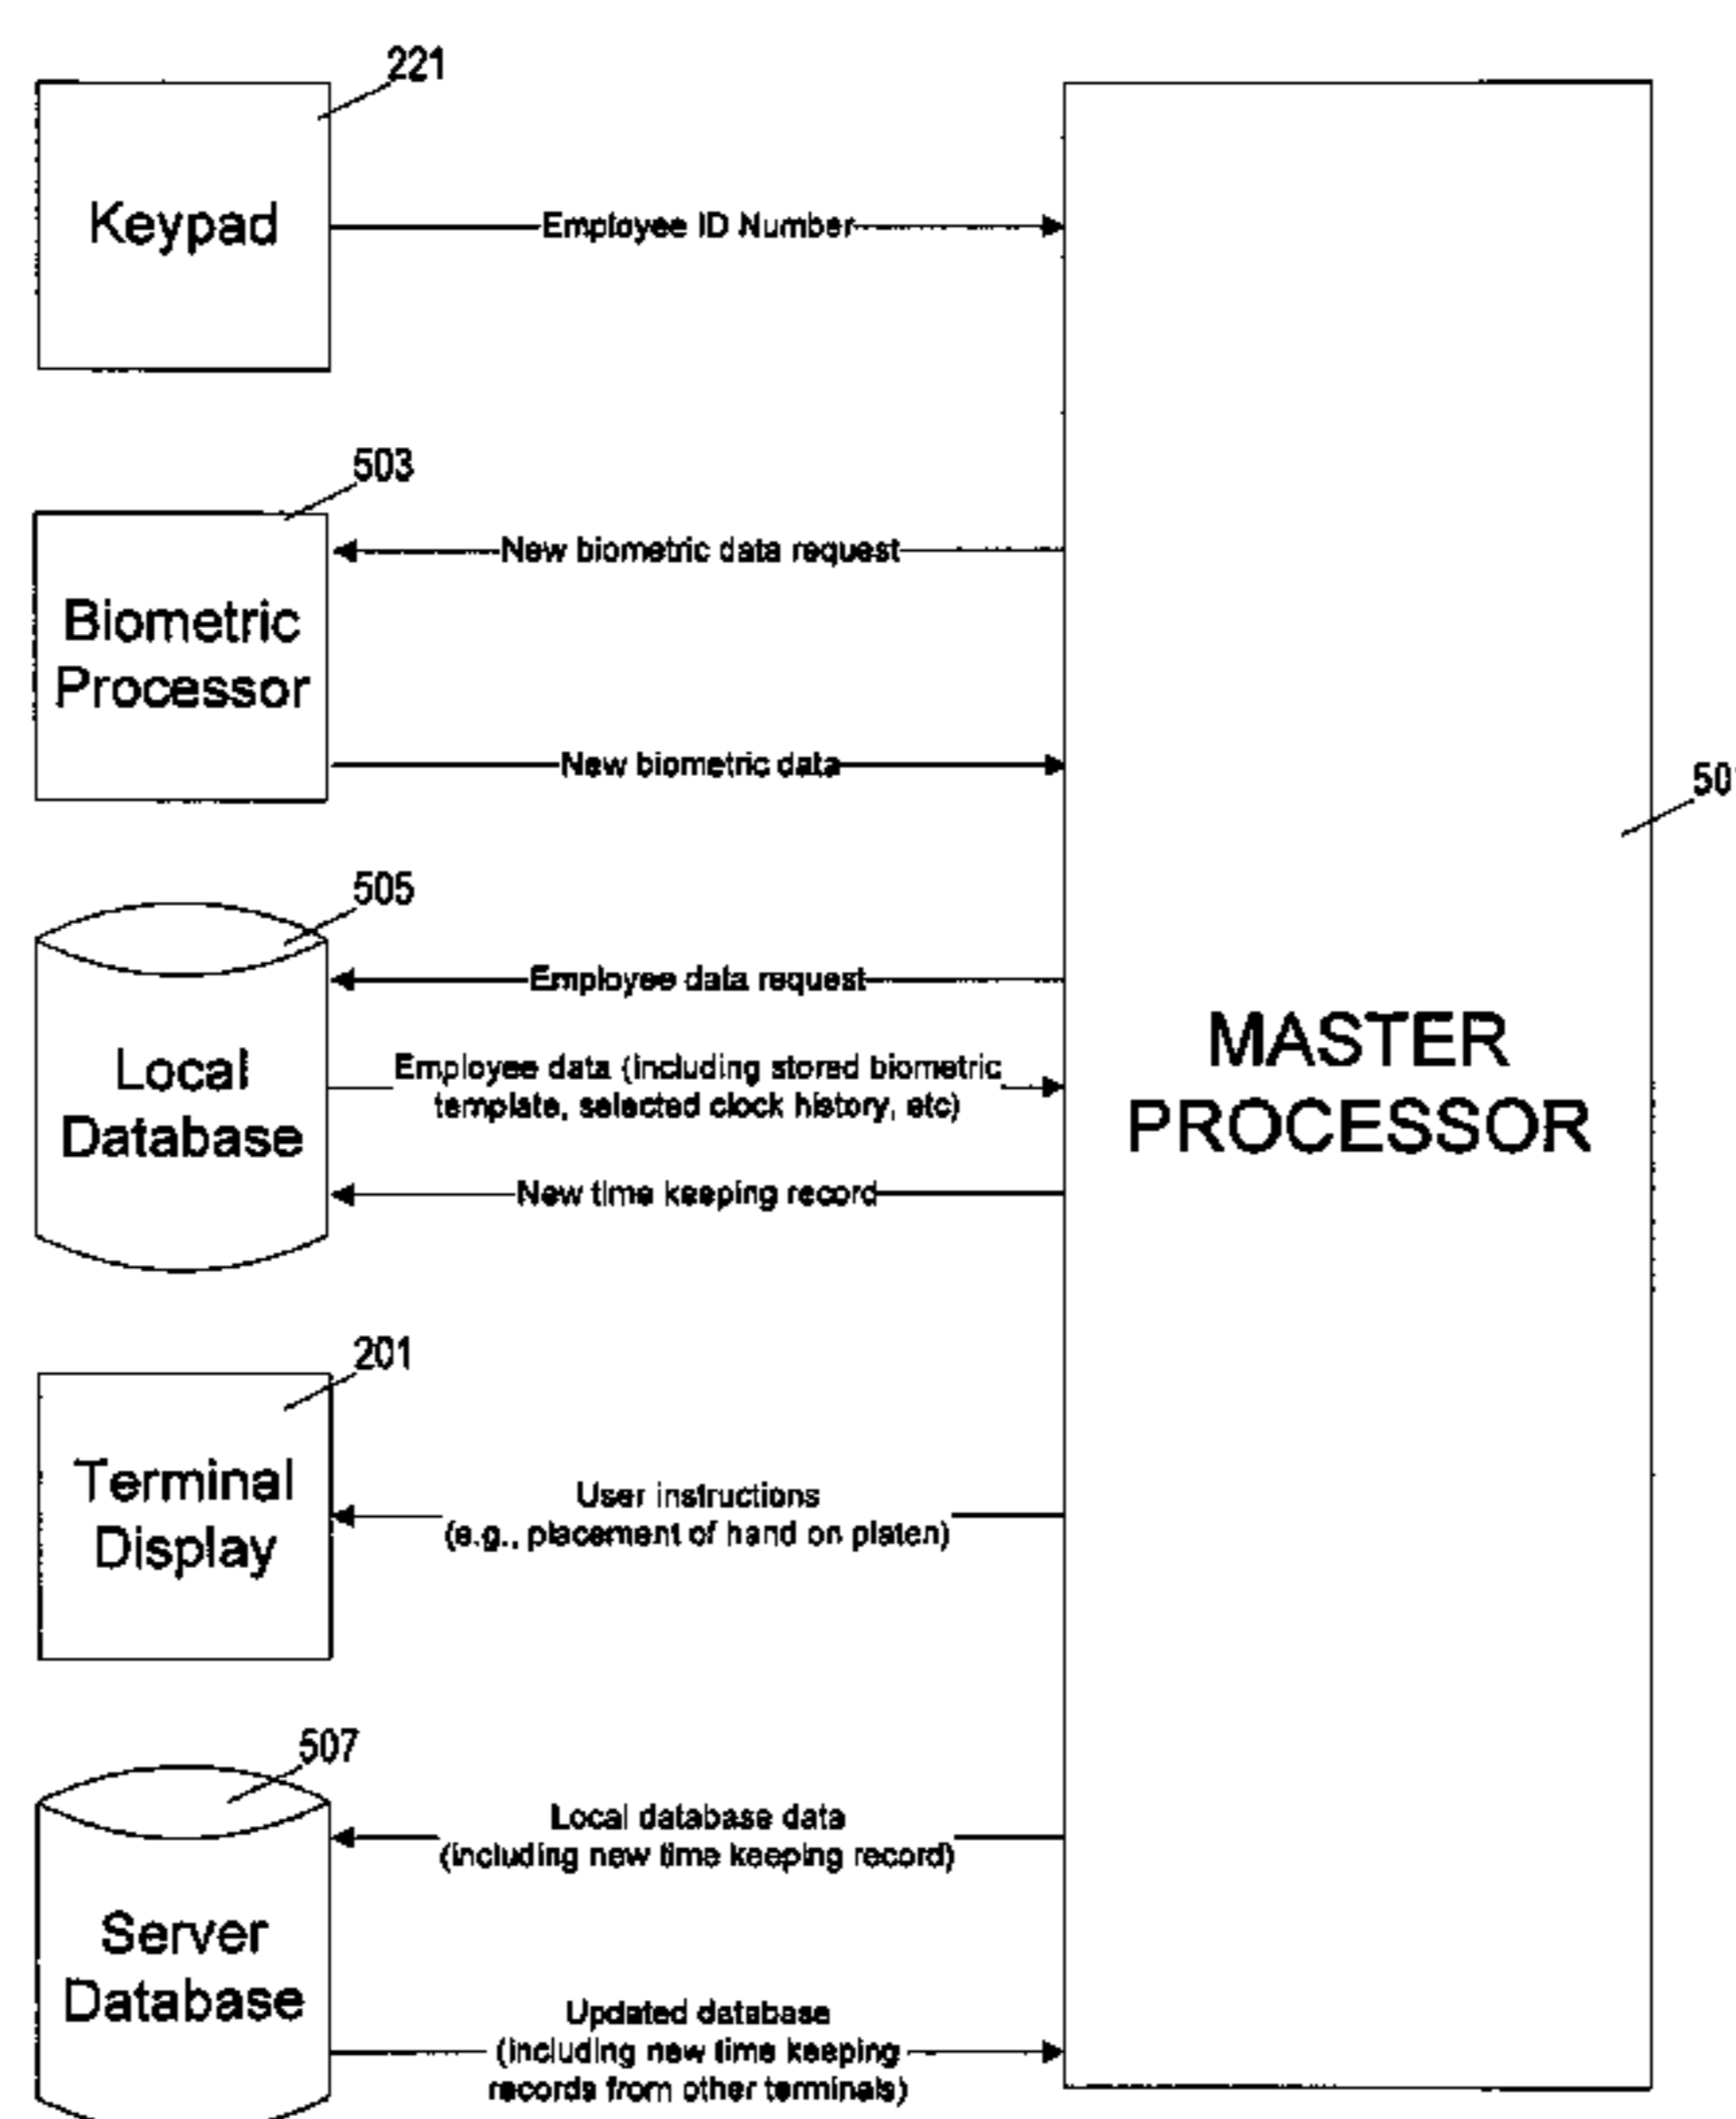 221
Keypad
Employee ID Number
503
New biometric data request
Biometric
Processor
New biometric data
50
505
Employee data request
Local
Database
Employee data (including stored biometric
template, selected clock history, etc)
New time keeping record
MASTER
PROCESSOR
201
Terminal
Display
User instructions
(e.g., placement of hand on platen)
507
Local database data
(including new time keeping record)
Server
Database
Updated database
(including new time keeping
records from other terminals)